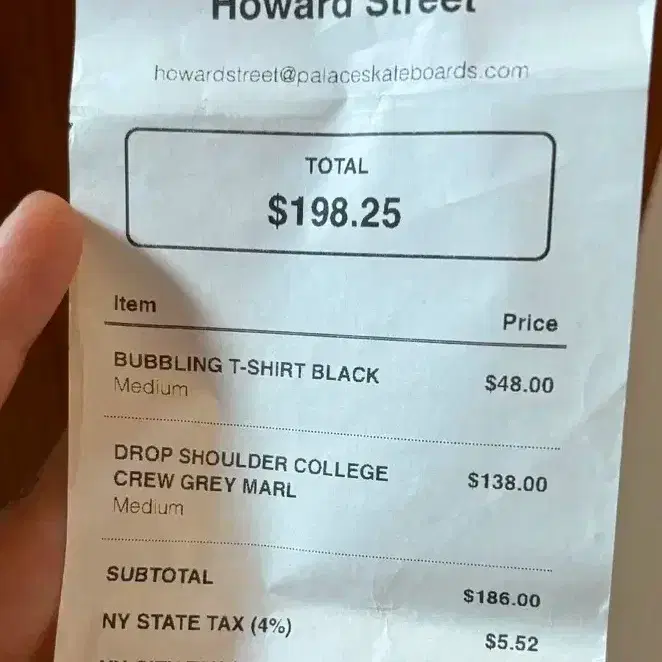 Howard Street
howardstreet@palaceskateboards.com
TOTAL
$198.25
Item Price
BUBBLING T-SHIRT BLACK $48.00
Medium
DROP SHOULDER COLLEGE
CREW GREY MARL $138.00
Medium
SUBTOTAL $186.00
NY STATE TAX (4%) $5.52